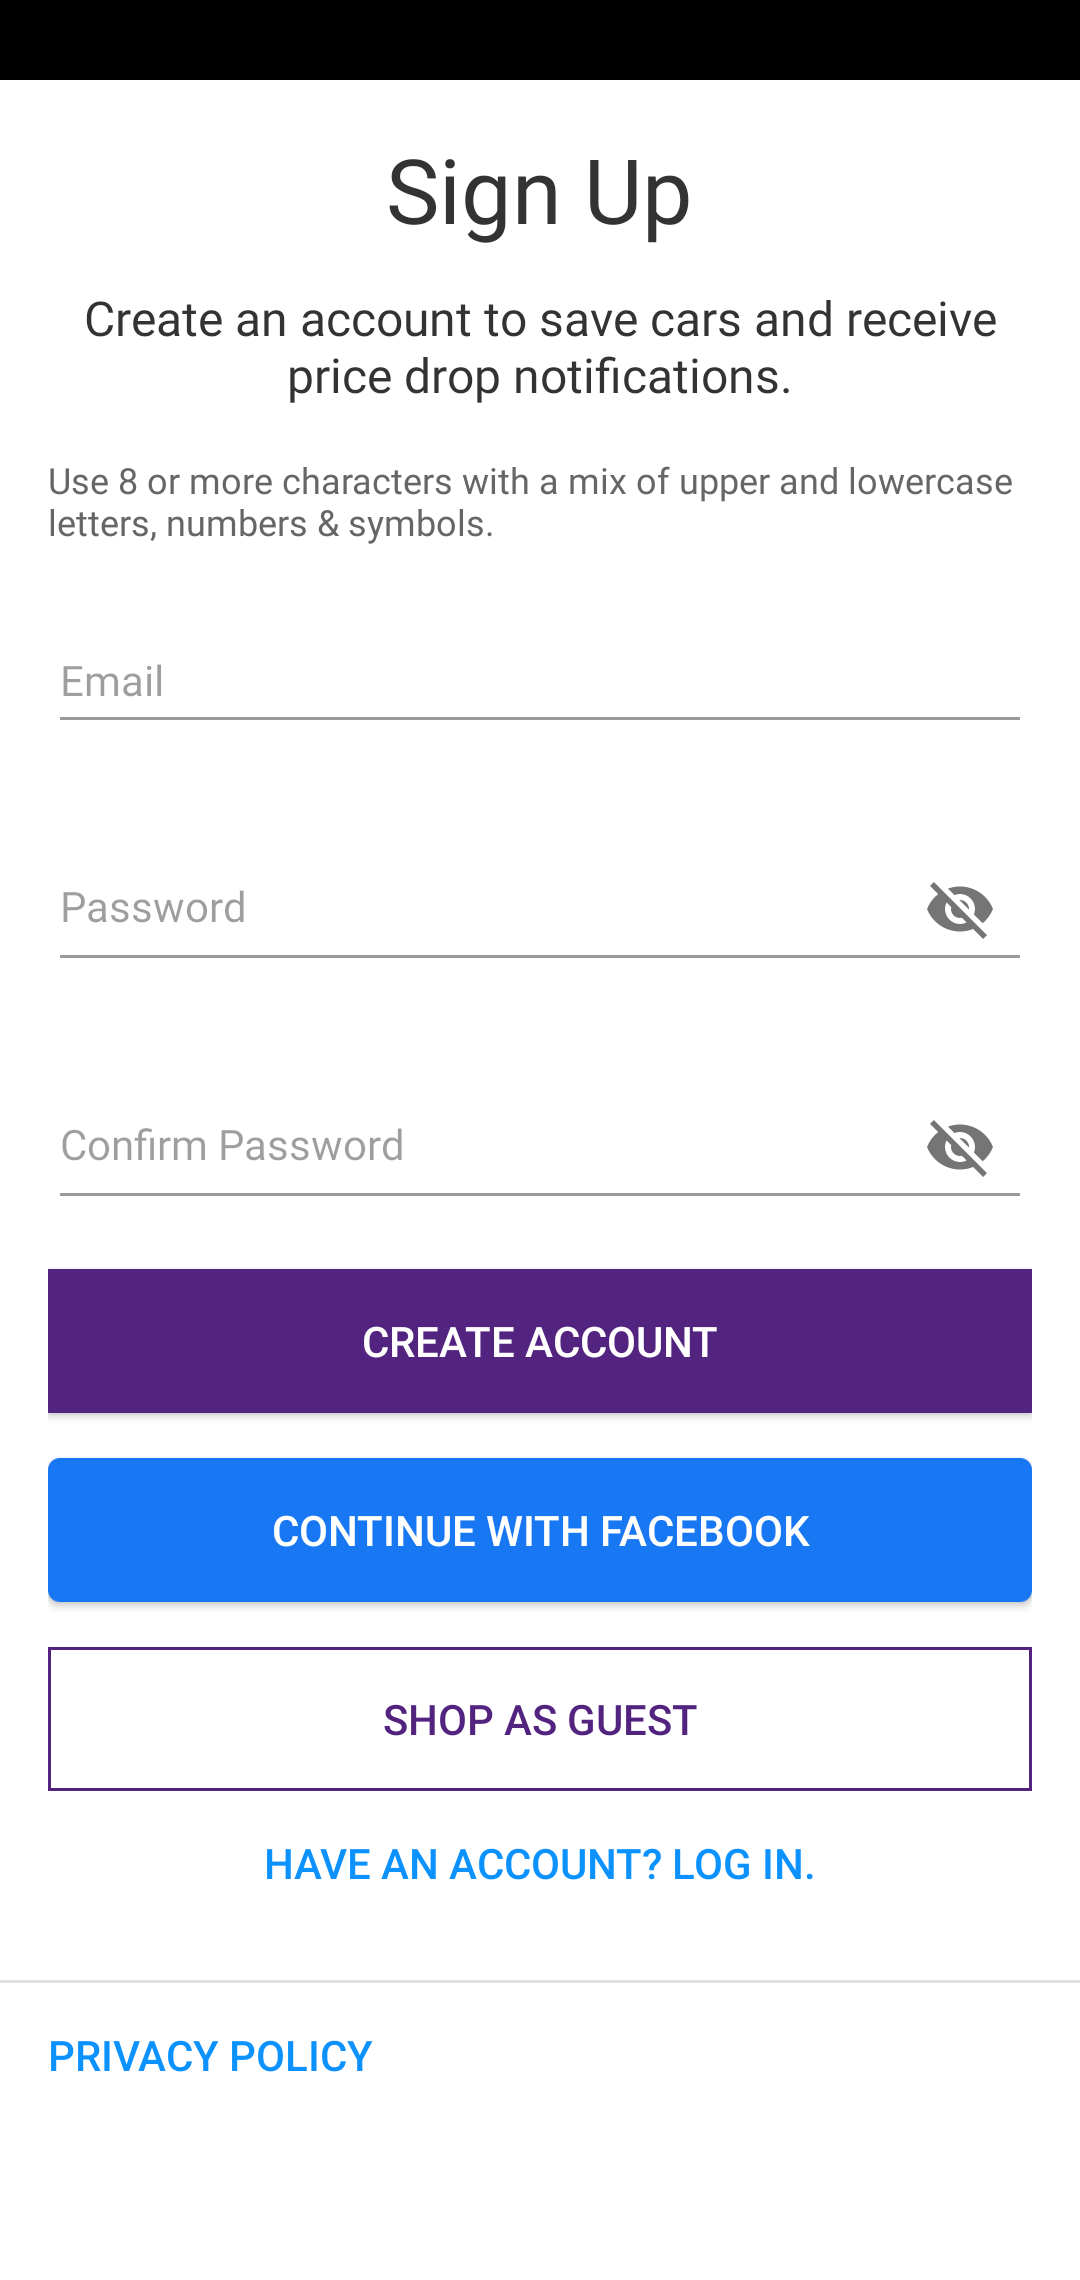 Sign Up
Create an account to save cars and receive
price drop notifications.
Use 8 or more characters with a mix of upper and lowercase
letters, numbers & symbols.
Email
Password
Confirm Password
CREATE ACCOUNT
CONTINUE WITH FACEBOOK
SHOP AS GUEST
HAVE AN ACCOUNT? LOG IN.
PRIVACY POLICY